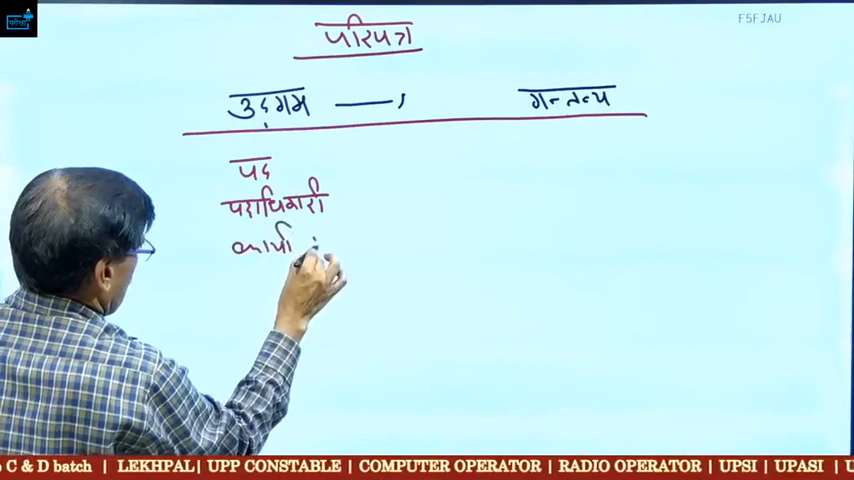 परीक्षा
F5FJAU
परिपत्र
उद्गम —— , गन्तव्य
पद
पदाधिकारी
कार्या
C & D batch | LEKHPAL| UPP CONSTABLE | COMPUTER OPERATOR | RADIO OPERATOR | UPSI | UPASI |